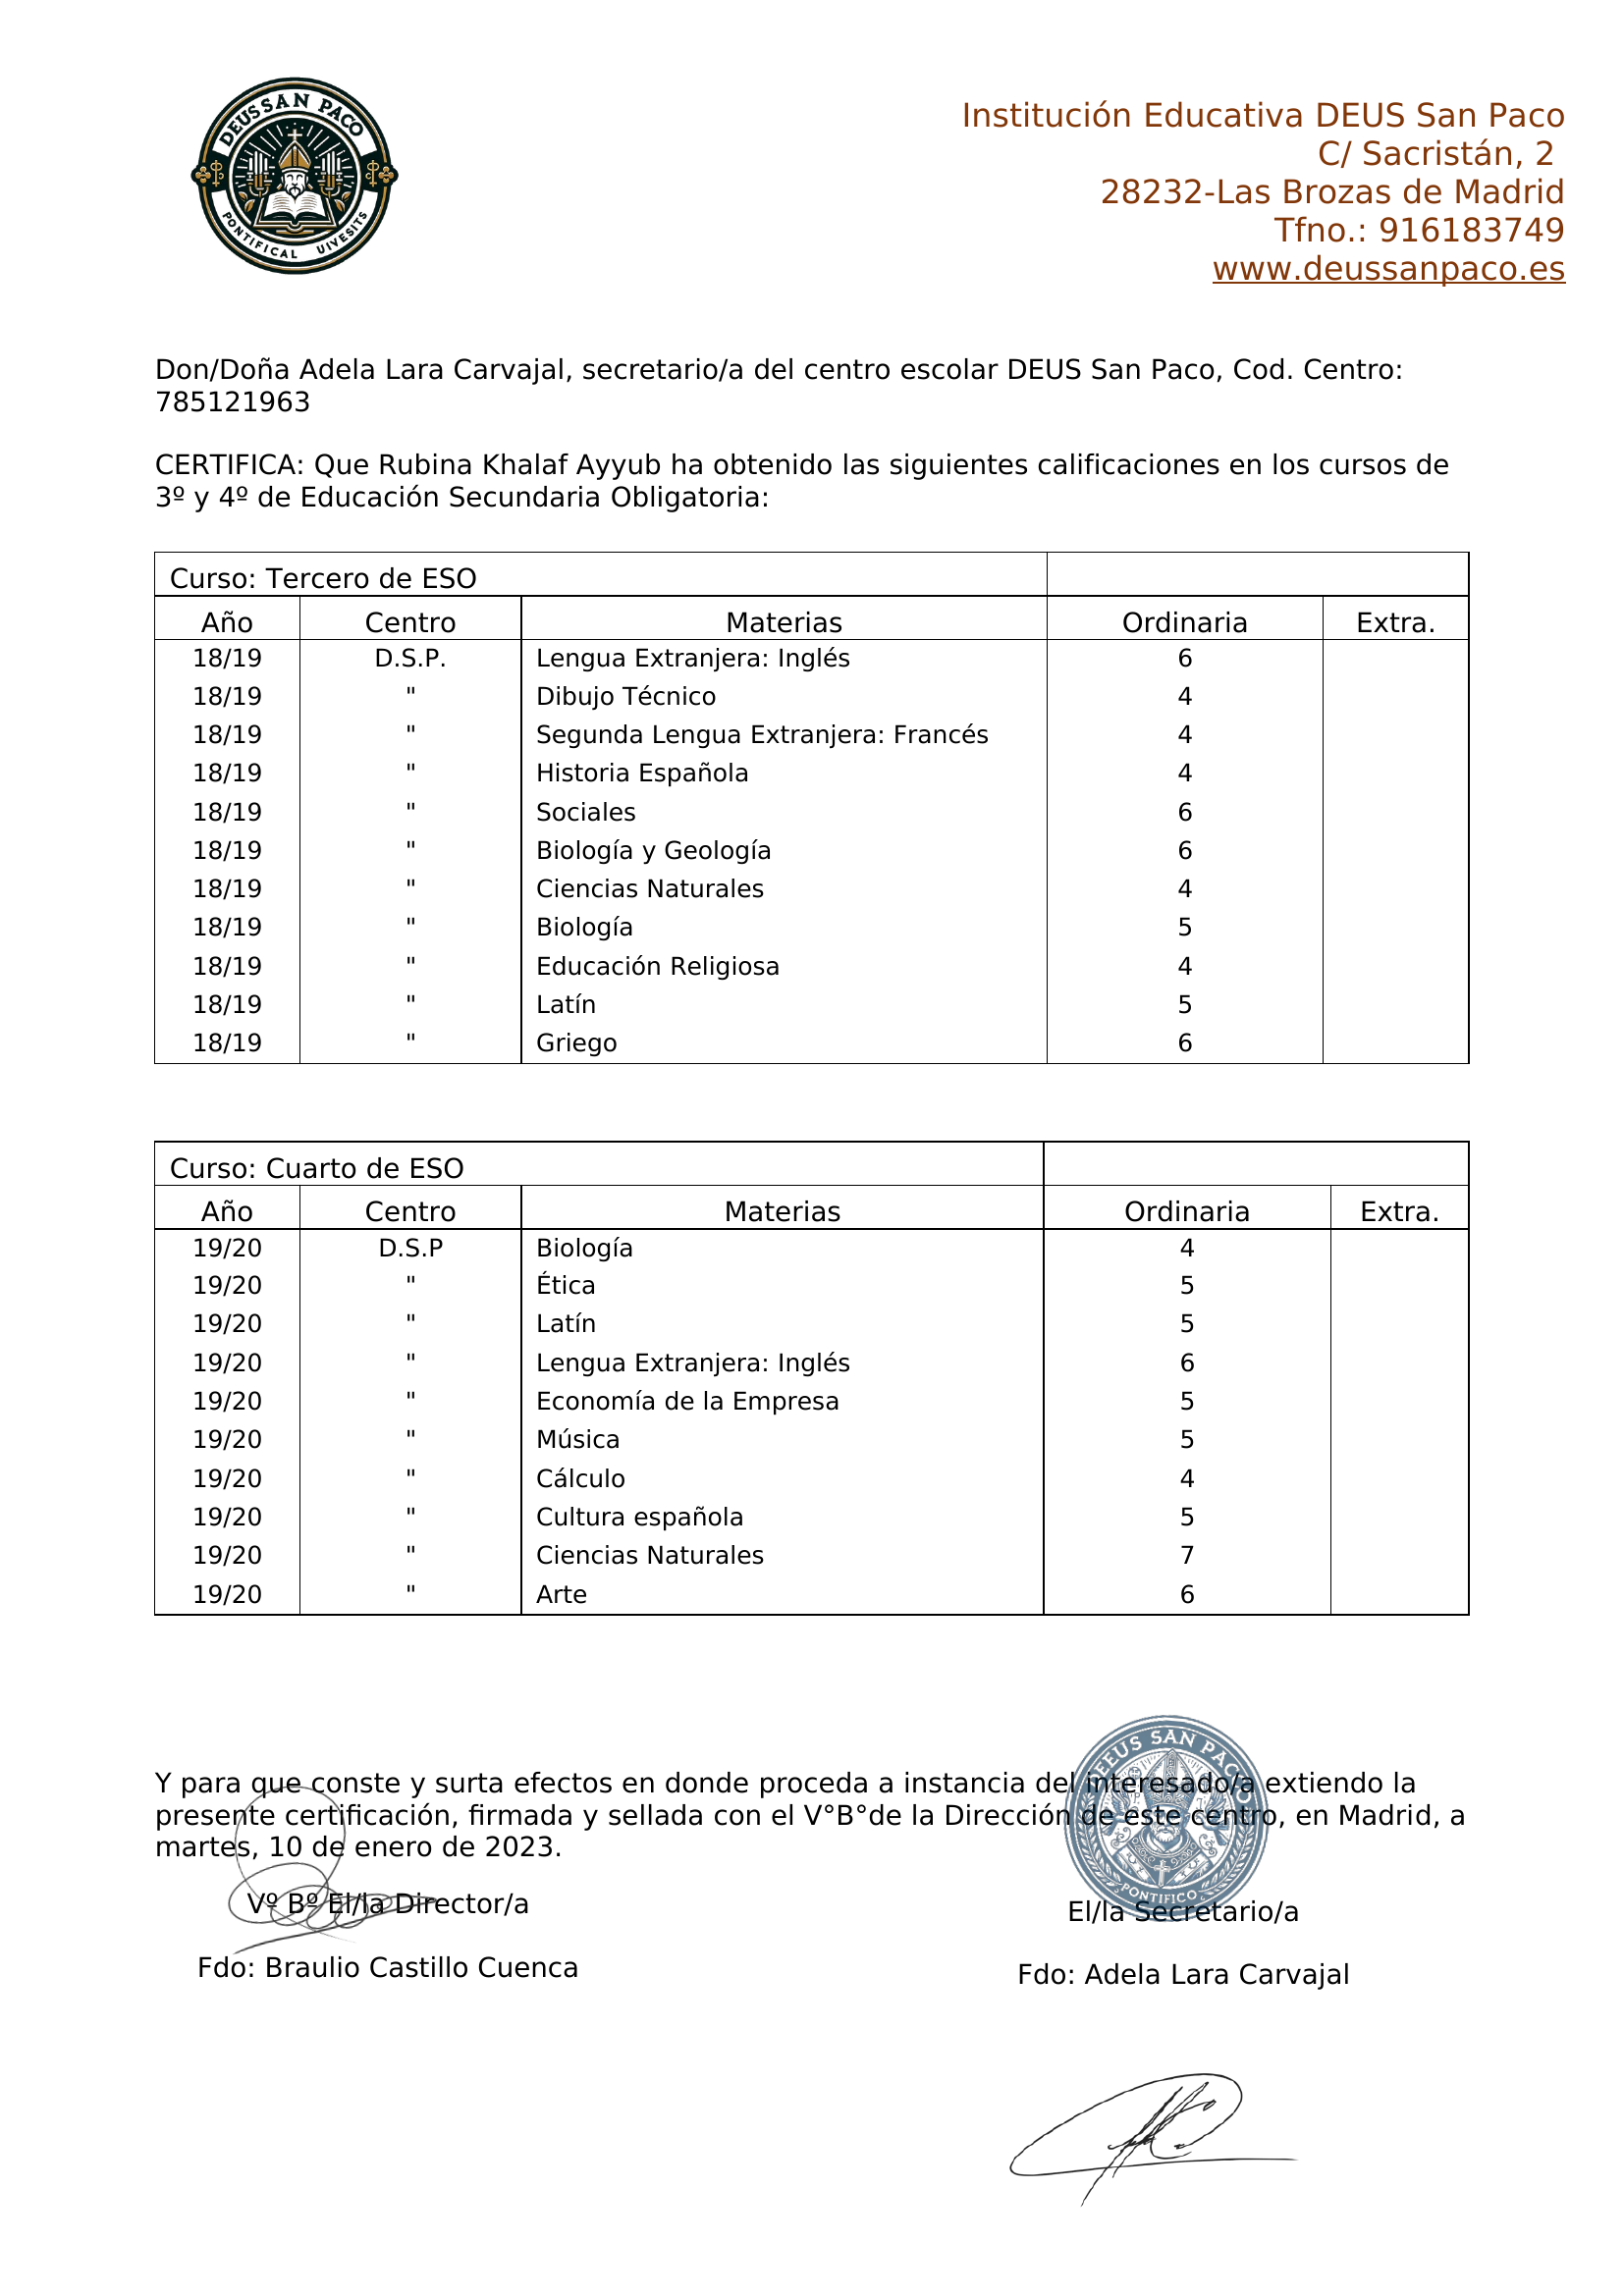 DEUSSAN PACO
PONTIFICAL UIVESITS
Institución Educativa DEUS San Paco
C/ Sacristán, 2
28232-Las Brozas de Madrid
Tfno.: 916183749
www.deussanpaco.es
Don/Doña Adela Lara Carvajal, secretario/a del centro escolar DEUS San Paco, Cod. Centro:
785121963
CERTIFICA: Que Rubina Khalaf Ayyub ha obtenido las siguientes calificaciones en los cursos de
3º y 4º de Educación Secundaria Obligatoria:
Curso: Tercero de ESO
Año Centro Materias Ordinaria Extra.
18/19 D.S.P. Lengua Extranjera: Inglés 6
18/19 " Dibujo Técnico 4
18/19 " Segunda Lengua Extranjera: Francés 4
18/19 " Historia Española 4
18/19 " Sociales 6
18/19 " Biología y Geología 6
18/19 " Ciencias Naturales 4
18/19 " Biología 5
18/19 " Educación Religiosa 4
18/19 " Latín 5
18/19 " Griego 6
Curso: Cuarto de ESO
Año Centro Materias Ordinaria Extra.
19/20 D.S.P Biología 4
19/20 " Ética 5
19/20 " Latín 5
19/20 " Lengua Extranjera: Inglés 6
19/20 " Economía de la Empresa 5
19/20 " Música 5
19/20 " Cálculo 4
19/20 " Cultura española 5
19/20 " Ciencias Naturales 7
19/20 " Arte 6
DEEUS SAN PACO
PONTIFICO
Y para que conste y surta efectos en donde proceda a instancia del interesado/a extiendo la
presente certificación, firmada y sellada con el V°B°de la Dirección de este centro, en Madrid, a
martes, 10 de enero de 2023.
Vº Bº El/la Director/a
El/la Secretario/a
Fdo: Braulio Castillo Cuenca
Fdo: Adela Lara Carvajal